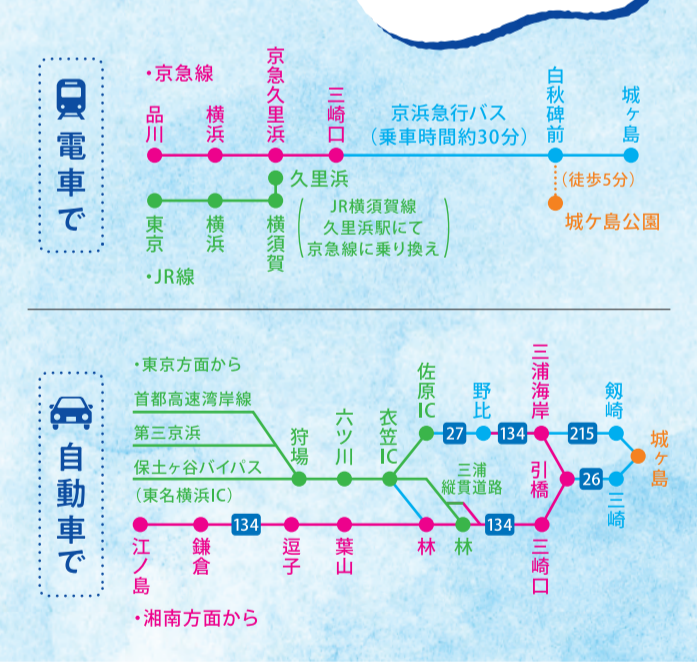 電車で
・京急線
品川
横浜
京急久里浜
三崎口
京浜急行バス
（乗車時間約30分）
白秋碑前
城ヶ島
（徒歩5分）
城ケ島公園
久里浜
東京
横浜
横須賀
JR横須賀線
久里浜駅にて
京急線に乗り換え
・JR線
自動車で
・東京方面から
首都高速湾岸線
第三京浜
保土ヶ谷バイパス
（東名横浜IC）
狩場
六ツ川
衣笠IC
佐原IC
27
野比
134
三浦海岸
215
剱崎
城ヶ島
引橋
26
三崎
三浦
縦貫道路
江ノ島
鎌倉
134
逗子
葉山
林
林
134
三崎口
・湘南方面から